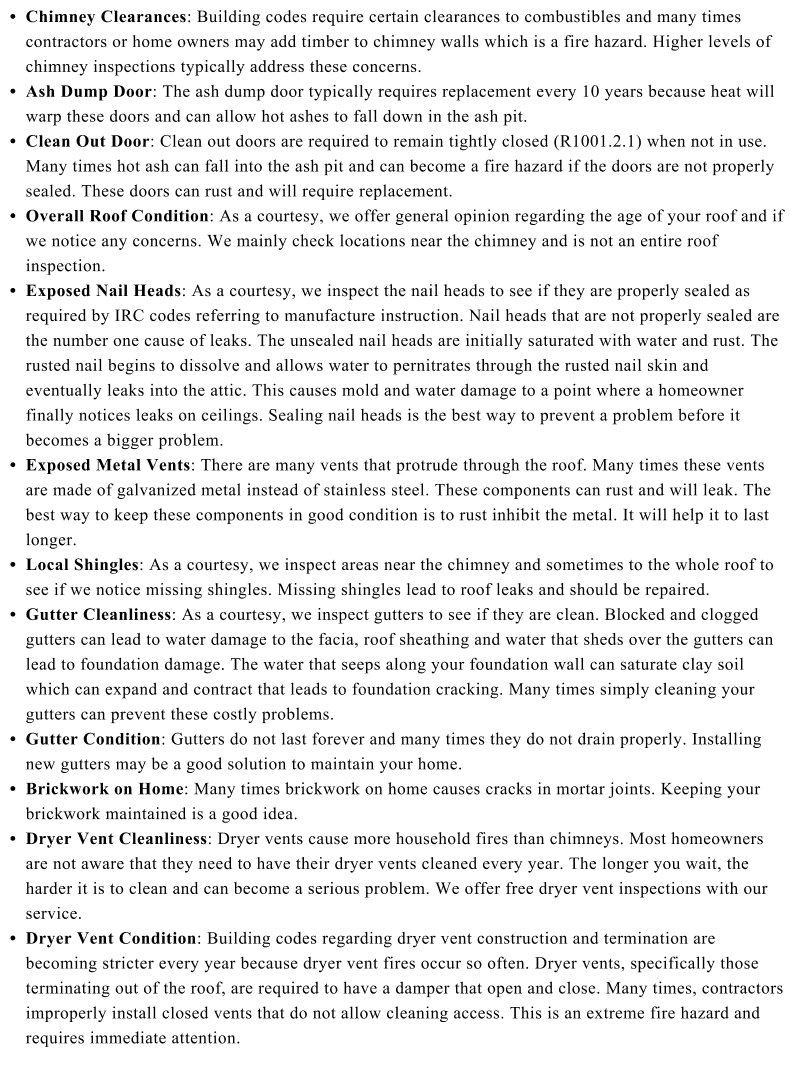 • Chimney Clearances: Building codes require certain clearances to combustibles and many times
contractors or home owners may add timber to chimney walls which is a fire hazard. Higher levels of
chimney inspections typically address these concerns.
• Ash Dump Door: The ash dump door typically requires replacement every 10 years because heat will
warp these doors and can allow hot ashes to fall down in the ash pit.
• Clean Out Door: Clean out doors are required to remain tightly closed (R1001.2.1) when not in use.
Many times hot ash can fall into the ash pit and can become a fire hazard if the doors are not properly
sealed. These doors can rust and will require replacement.
• Overall Roof Condition: As a courtesy, we offer general opinion regarding the age of your roof and if
we notice any concerns. We mainly check locations near the chimney and is not an entire roof
inspection.
• Exposed Nail Heads: As a courtesy, we inspect the nail heads to see if they are properly sealed as
required by IRC codes referring to manufacture instruction. Nail heads that are not properly sealed are
the number one cause of leaks. The unsealed nail heads are initially saturated with water and rust. The
rusted nail begins to dissolve and allows water to pernitrates through the rusted nail skin and
eventually leaks into the attic. This causes mold and water damage to a point where a homeowner
finally notices leaks on ceilings. Sealing nail heads is the best way to prevent a problem before it
becomes a bigger problem.
• Exposed Metal Vents: There are many vents that protrude through the roof. Many times these vents
are made of galvanized metal instead of stainless steel. These components can rust and will leak. The
best way to keep these components in good condition is to rust inhibit the metal. It will help it to last
longer.
• Local Shingles: As a courtesy, we inspect areas near the chimney and sometimes to the whole roof to
see if we notice missing shingles. Missing shingles lead to roof leaks and should be repaired.
• Gutter Cleanliness: As a courtesy, we inspect gutters to see if they are clean. Blocked and clogged
gutters can lead to water damage to the facia, roof sheathing and water that sheds over the gutters can
lead to foundation damage. The water that seeps along your foundation wall can saturate clay soil
which can expand and contract that leads to foundation cracking. Many times simply cleaning your
gutters can prevent these costly problems.
• Gutter Condition: Gutters do not last forever and many times they do not drain properly. Installing
new gutters may be a good solution to maintain your home.
• Brickwork on Home: Many times brickwork on home causes cracks in mortar joints. Keeping your
brickwork maintained is a good idea.
• Dryer Vent Cleanliness: Dryer vents cause more household fires than chimneys. Most homeowners
are not aware that they need to have their dryer vents cleaned every year. The longer you wait, the
harder it is to clean and can become a serious problem. We offer free dryer vent inspections with our
service.
• Dryer Vent Condition: Building codes regarding dryer vent construction and termination are
becoming stricter every year because dryer vent fires occur so often. Dryer vents, specifically those
terminating out of the roof, are required to have a damper that open and close. Many times, contractors
improperly install closed vents that do not allow cleaning access. This is an extreme fire hazard and
requires immediate attention.